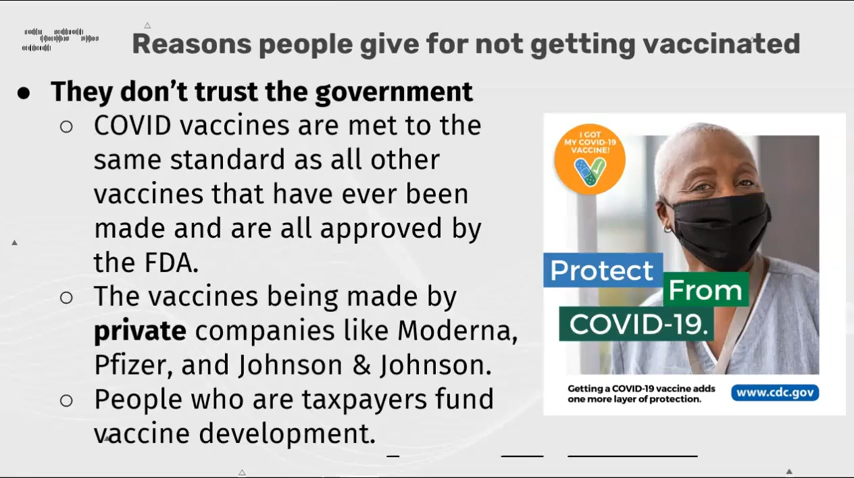 Reasons people give for not getting vaccinated
● They don't trust the government
○ COVID vaccines are met to the
same standard as all other
vaccines that have ever been
made and are all approved by
the FDA.
○ The vaccines being made by
private companies like Moderna,
Pfizer, and Johnson & Johnson.
○ People who are taxpayers fund
vaccine development.
I GOT
MY COVID-19
VACCINE!
Protect
From
COVID-19.
Getting a COVID-19 vaccine adds
one more layer of protection.
www.cdc.gov